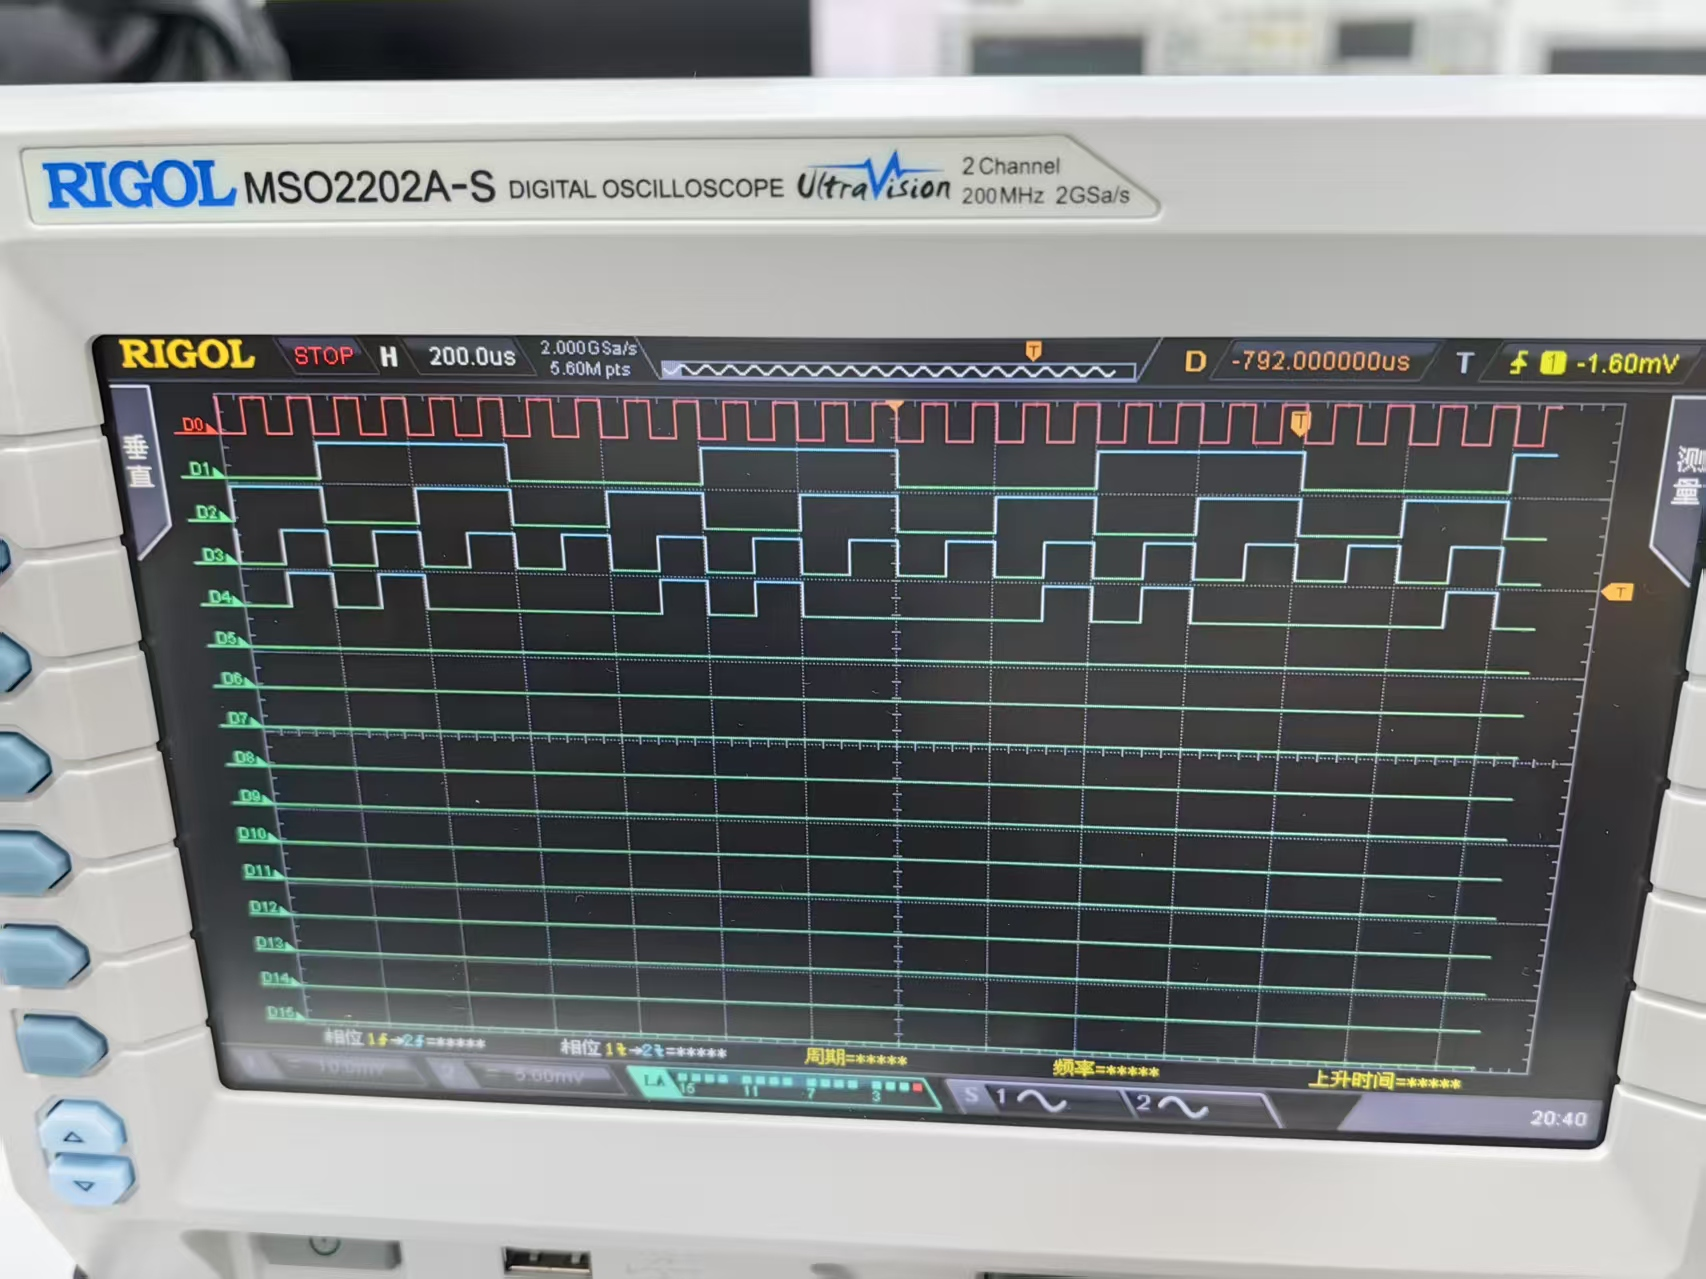 RIGOL MSO2202A-S DIGITAL OSCILLOSCOPE UltraVision 2 Channel
200MHz 2GSa/s
RIGOL STOP H 200.0us 2.000GSa/s
5.60M pts
T
D -792.000000us T 1 -1.60mV
垂直
测量
D0
T
D1
D2
D3
D4
T
D5
D6
D7
D8
D9
D10
D11
D12
D13
D14
D15
相位1→2=***** 相位1→2=***** 周期=***** 频率=***** 上升时间=*****
1 = 10.0mV 2 = 5.00mV LA 15 11 7 3 S 1 2 20:40